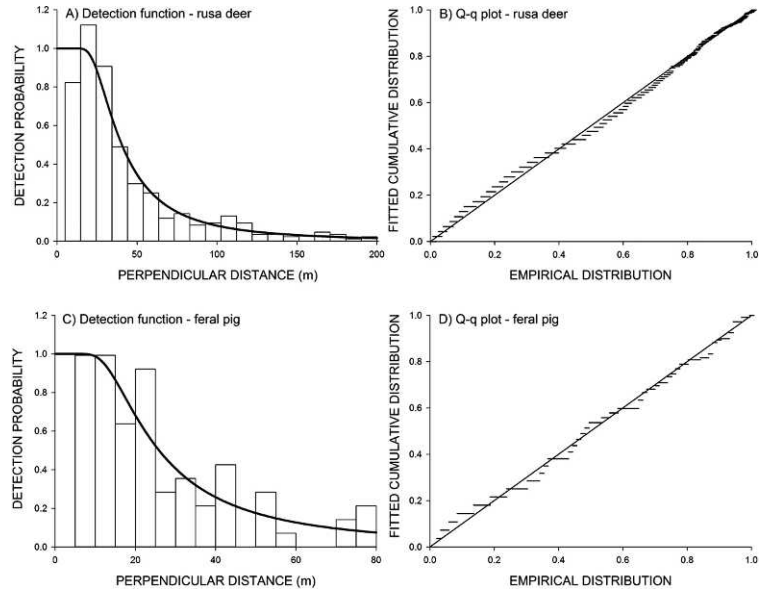 A) Detection function - rusa deer
DETECTION PROBABILITY
1.2
1.0
0.8
0.6
0.4
0.2
0.0
0 50 100 150 200
PERPENDICULAR DISTANCE (m)
B) Q-q plot - rusa deer
FITTED CUMULATIVE DISTRIBUTION
1.0
0.8
0.6
0.4
0.2
0.0
0.0 0.2 0.4 0.6 0.8 1.0
EMPIRICAL DISTRIBUTION
C) Detection function - feral pig
DETECTION PROBABILITY
1.2
1.0
0.8
0.6
0.4
0.2
0.0
0 20 40 60 80
PERPENDICULAR DISTANCE (m)
D) Q-q plot - feral pig
FITTED CUMULATIVE DISTRIBUTION
1.0
0.8
0.6
0.4
0.2
0.0
0.0 0.2 0.4 0.6 0.8 1.0
EMPIRICAL DISTRIBUTION